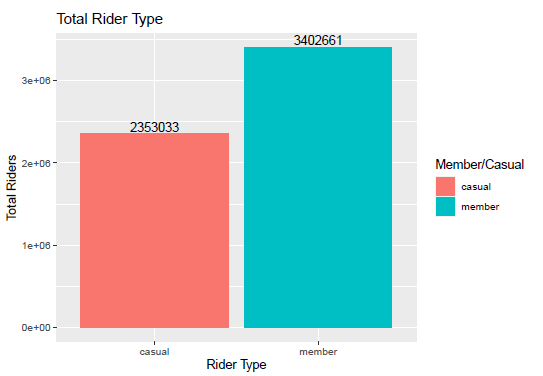 Total Rider Type
3402661
3e+06
2353033
2e+06
1e+06
0e+00
Total Riders
casual
member
Rider Type
Member/Casual
casual
member